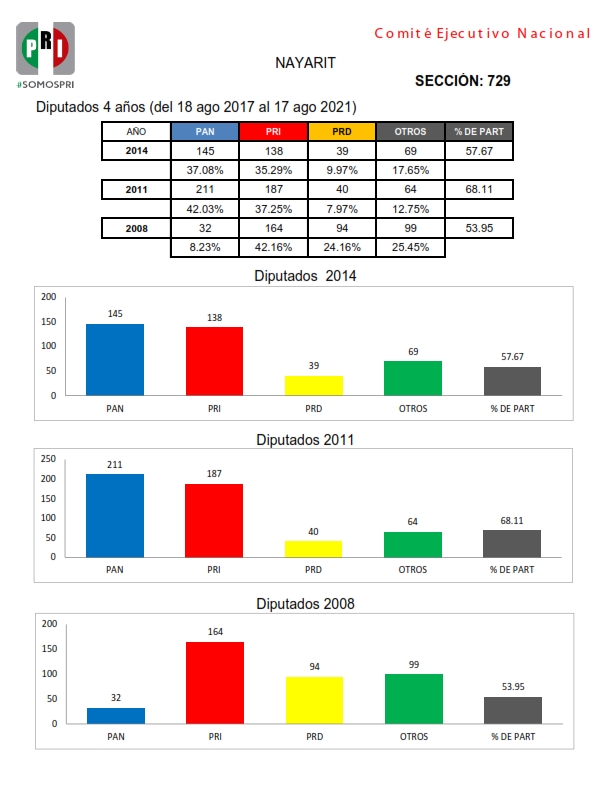 Comité Ejecutivo Nacional
PRI
#SOMOSPRI
NAYARIT
SECCIÓN: 729
Diputados 4 años (del 18 ago 2017 al 17 ago 2021)
AÑO PAN PRI PRD OTROS % DE PART
2014 145 138 39 69 57.67
37.08% 35.29% 9.97% 17.65%
2011 211 187 40 64 68.11
42.03% 37.25% 7.97% 12.75%
2008 32 164 94 99 53.95
8.23% 42.16% 24.16% 25.45%
Diputados 2014
200
150
100
50
0
145 138 39 69 57.67
PAN PRI PRD OTROS % DE PART
Diputados 2011
250
200
150
100
50
0
211 187 40 64 68.11
PAN PRI PRD OTROS % DE PART
Diputados 2008
200
150
100
50
0
32 164 94 99 53.95
PAN PRI PRD OTROS % DE PART